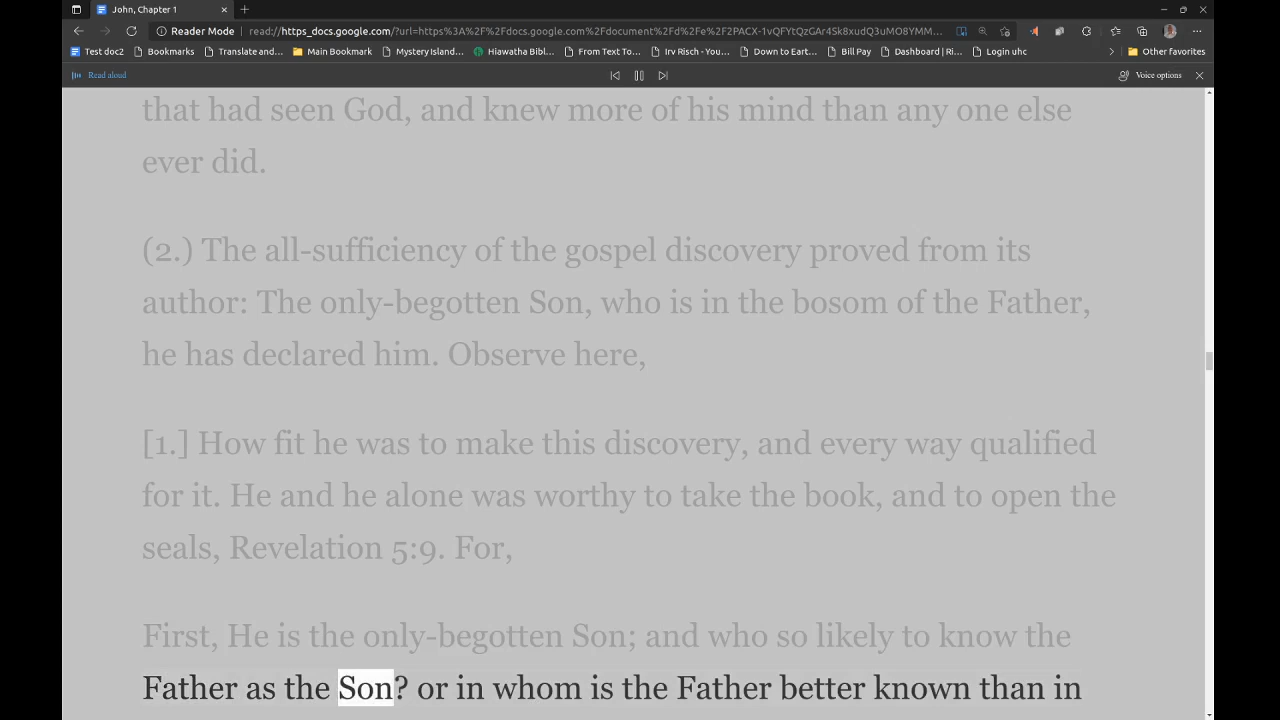 John, Chapter 1
Reader Mode
read://https_docs.google.com/?url=https%3A%2F%2Fdocs.google.com%2Fdocument%2Fd%2Fe%2F2PACX-1vQFYtQzGAr4Sk8xudQ3uMO8YMM...
Test doc2
Bookmarks
Translate and...
Main Bookmark
Mystery Island...
Hiawatha Bibl...
From Text To...
Irv Risch - You...
Down to Eart...
Bill Pay
Dashboard | Ri...
Login uhc
Other favorites
Read aloud
Voice options
that had seen God, and knew more of his mind than any one else
ever did.
(2.) The all-sufficiency of the gospel discovery proved from its
author: The only-begotten Son, who is in the bosom of the Father,
he has declared him. Observe here,
[1.] How fit he was to make this discovery, and every way qualified
for it. He and he alone was worthy to take the book, and to open the
seals, Revelation 5:9. For,
First, He is the only-begotten Son; and who so likely to know the
Father as the Son? or in whom is the Father better known than in